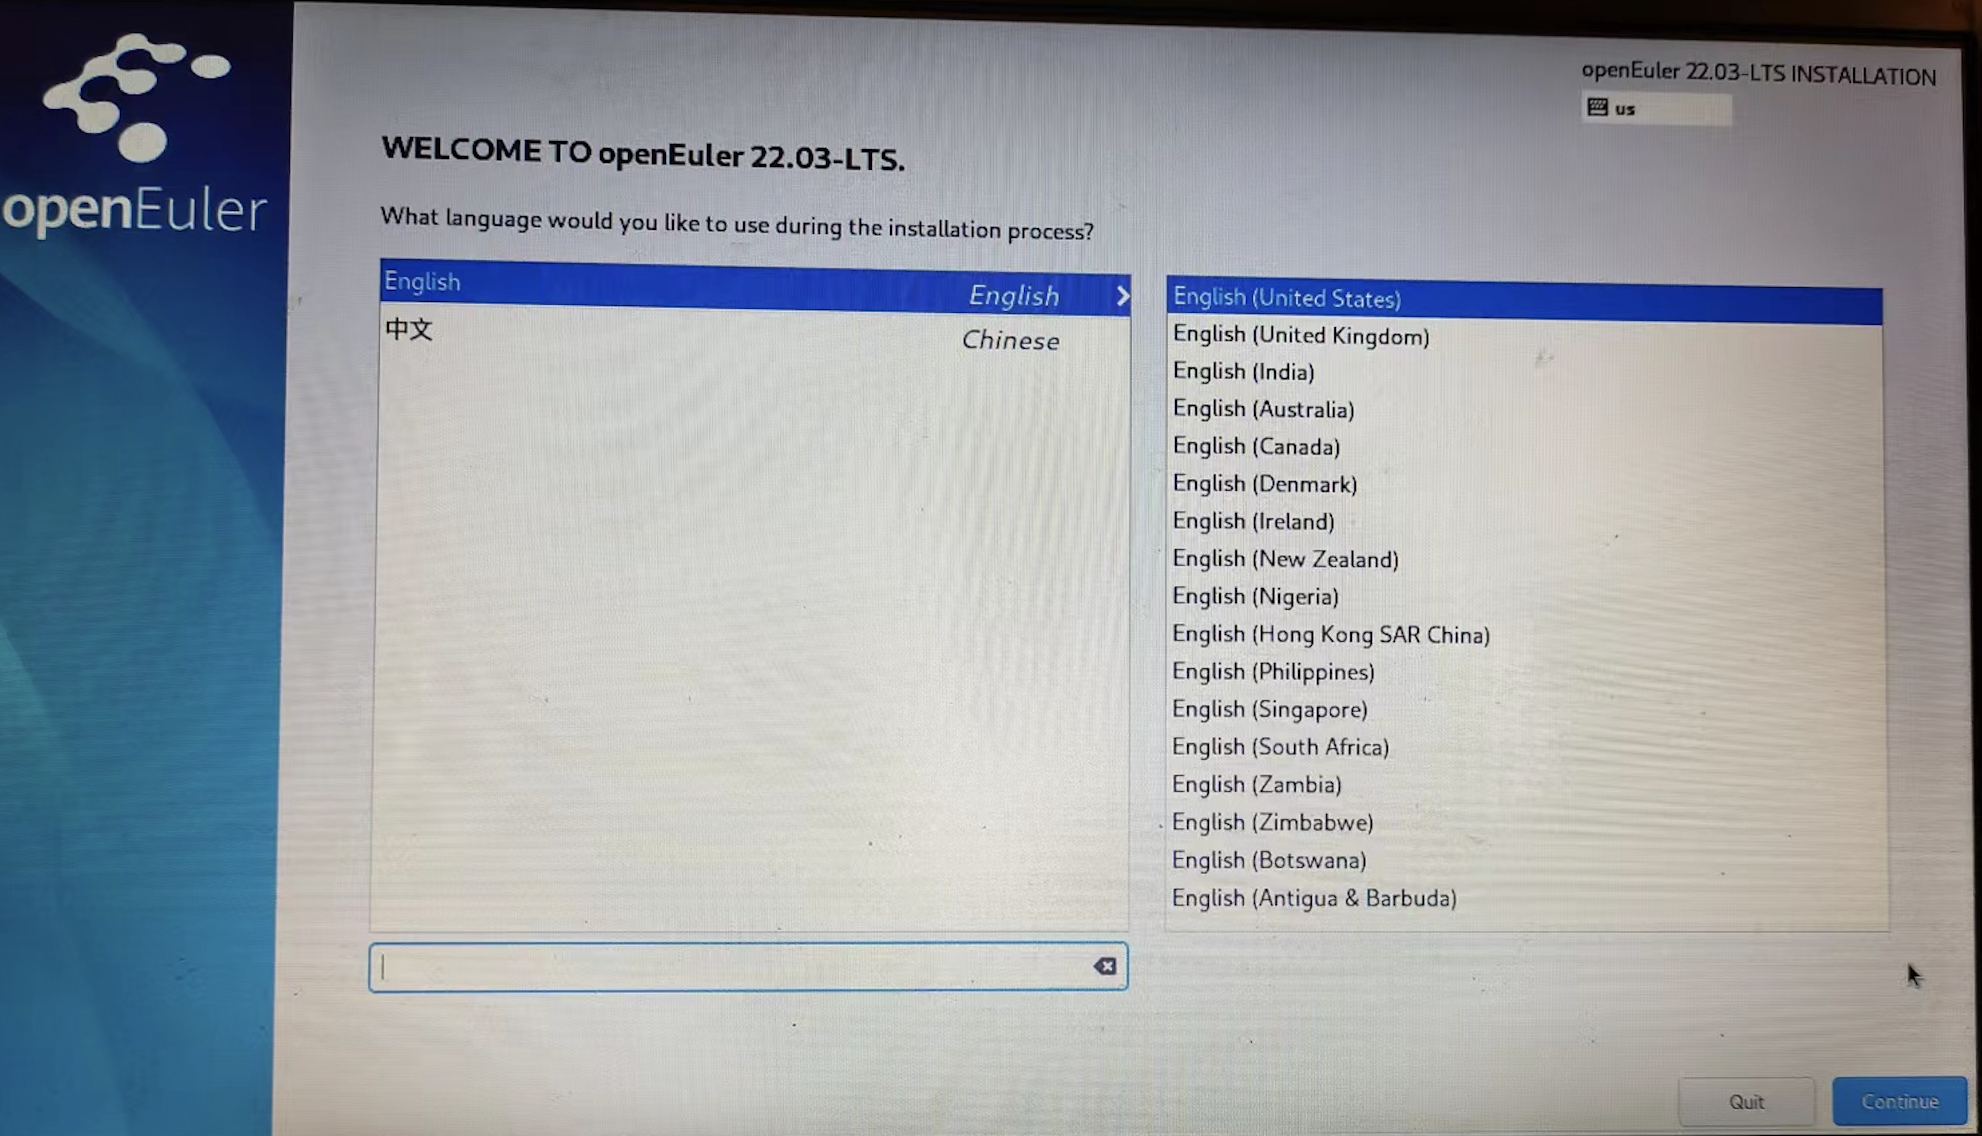 openEuler
openEuler 22.03-LTS INSTALLATION
us
WELCOME TO openEuler 22.03-LTS.
What language would you like to use during the installation process?
English English
中文 Chinese
English (United States)
English (United Kingdom)
English (India)
English (Australia)
English (Canada)
English (Denmark)
English (Ireland)
English (New Zealand)
English (Nigeria)
English (Hong Kong SAR China)
English (Philippines)
English (Singapore)
English (South Africa)
English (Zambia)
English (Zimbabwe)
English (Botswana)
English (Antigua & Barbuda)
Quit
Continue